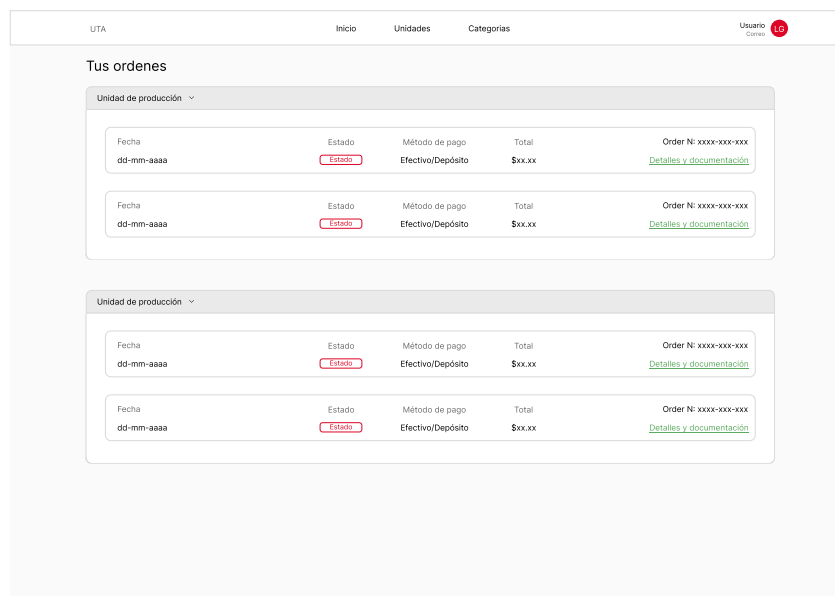 UTA Inicio Unidades Categorias Usuario LG
Correo
Tus ordenes
Unidad de producción
Fecha Estado Método de pago Total Order N: xxxx-xxx-xxx
dd-mm-aaaa Estado Efectivo/Depósito $xx.xx Detalles y documentación
Fecha Estado Método de pago Total Order N: xxxx-xxx-xxx
dd-mm-aaaa Estado Efectivo/Depósito $xx.xx Detalles y documentación
Unidad de producción
Fecha Estado Método de pago Total Order N: xxxx-xxx-xxx
dd-mm-aaaa Estado Efectivo/Depósito $xx.xx Detalles y documentación
Fecha Estado Método de pago Total Order N: xxxx-xxx-xxx
dd-mm-aaaa Estado Efectivo/Depósito $xx.xx Detalles y documentación